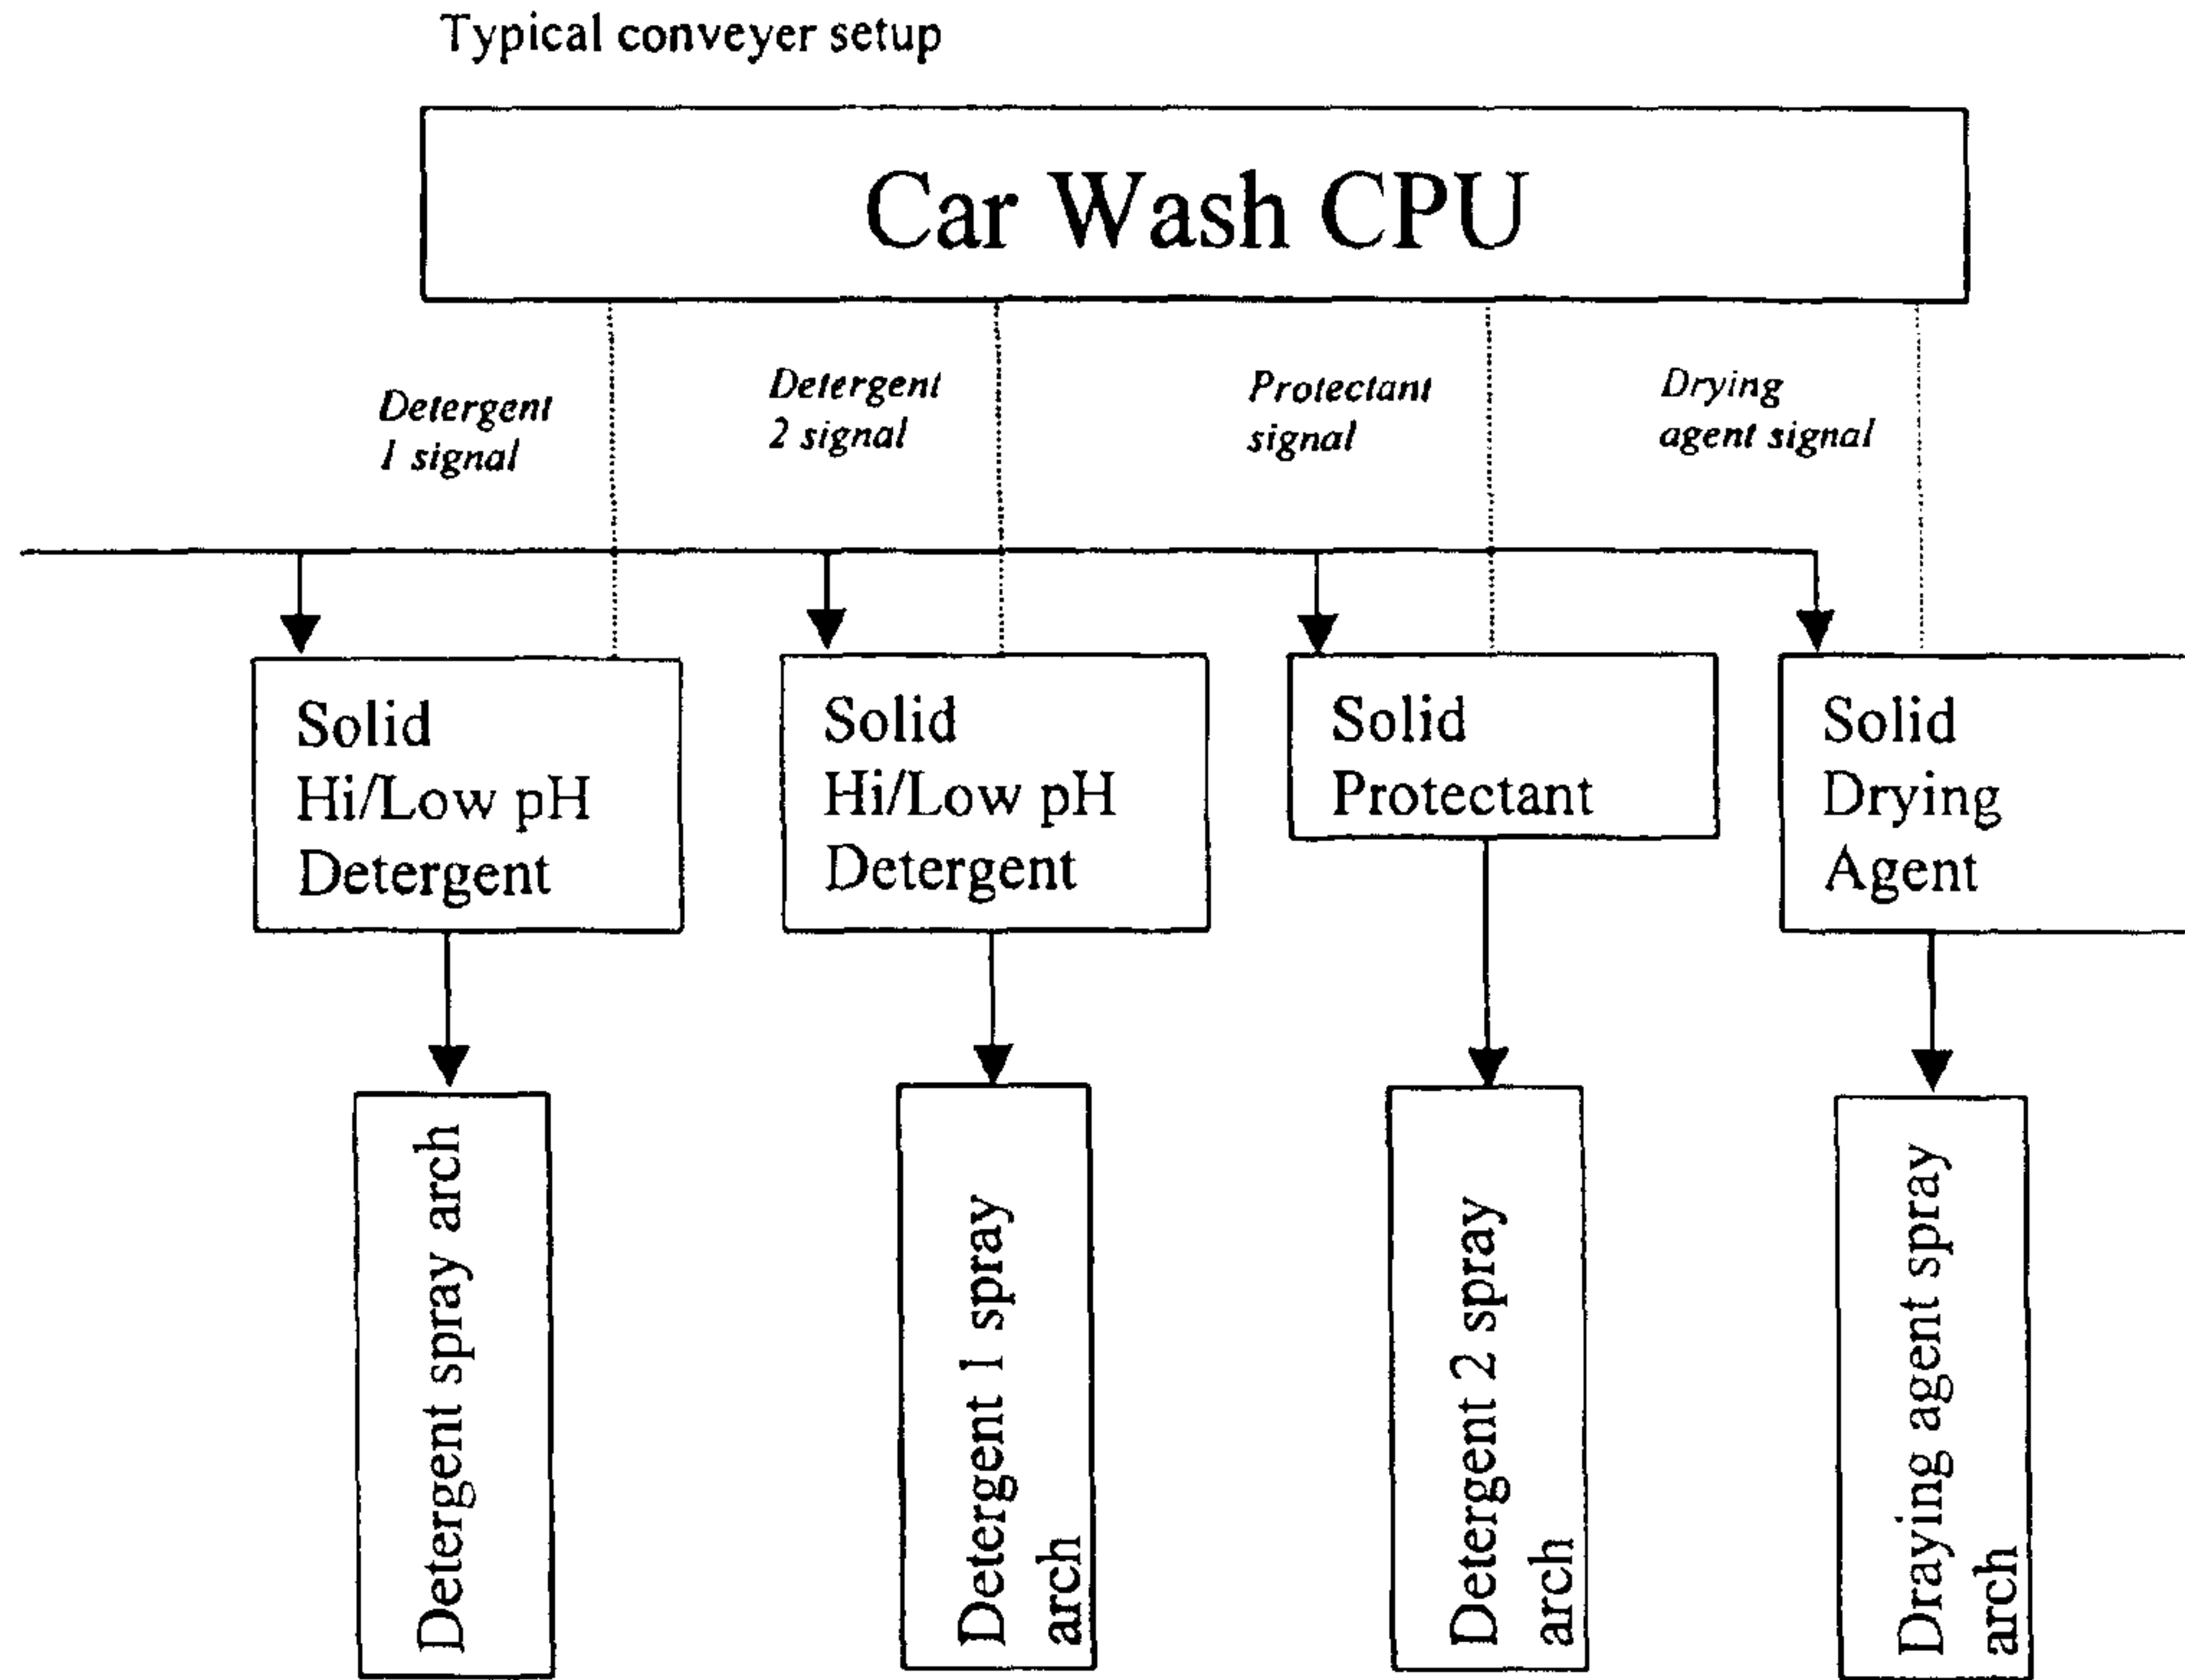 Typical conveyer setup
Car Wash CPU
Detergent
1 signal
Detergent
2 signal
Protectant
signal
Drying
agent signal
Solid
Hi/Low pH
Detergent
Solid
Hi/Low pH
Detergent
Solid
Protectant
Solid
Drying
Agent
Detergent spray arch
Detergent 1 spray
arch
Detergent 2 spray
arch
Draying agent spray
arch